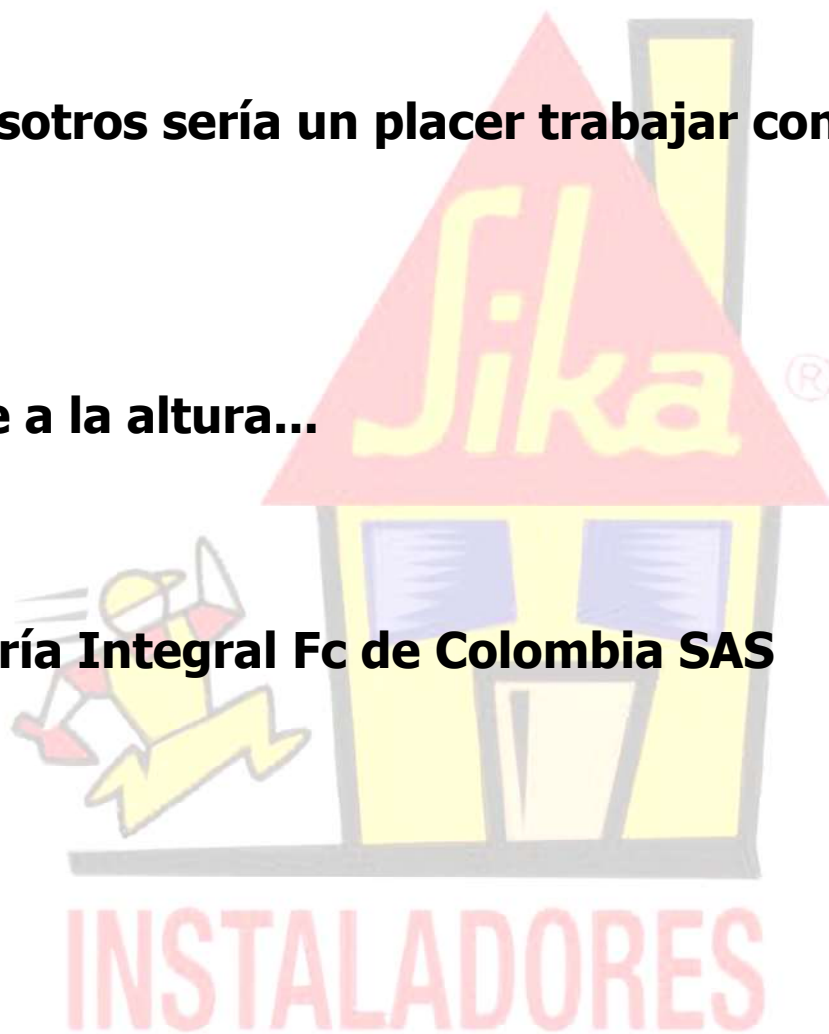 sotros sería un placer trabajar con
Sika ®
e a la altura...
ría Integral Fc de Colombia SAS
INSTALADORES